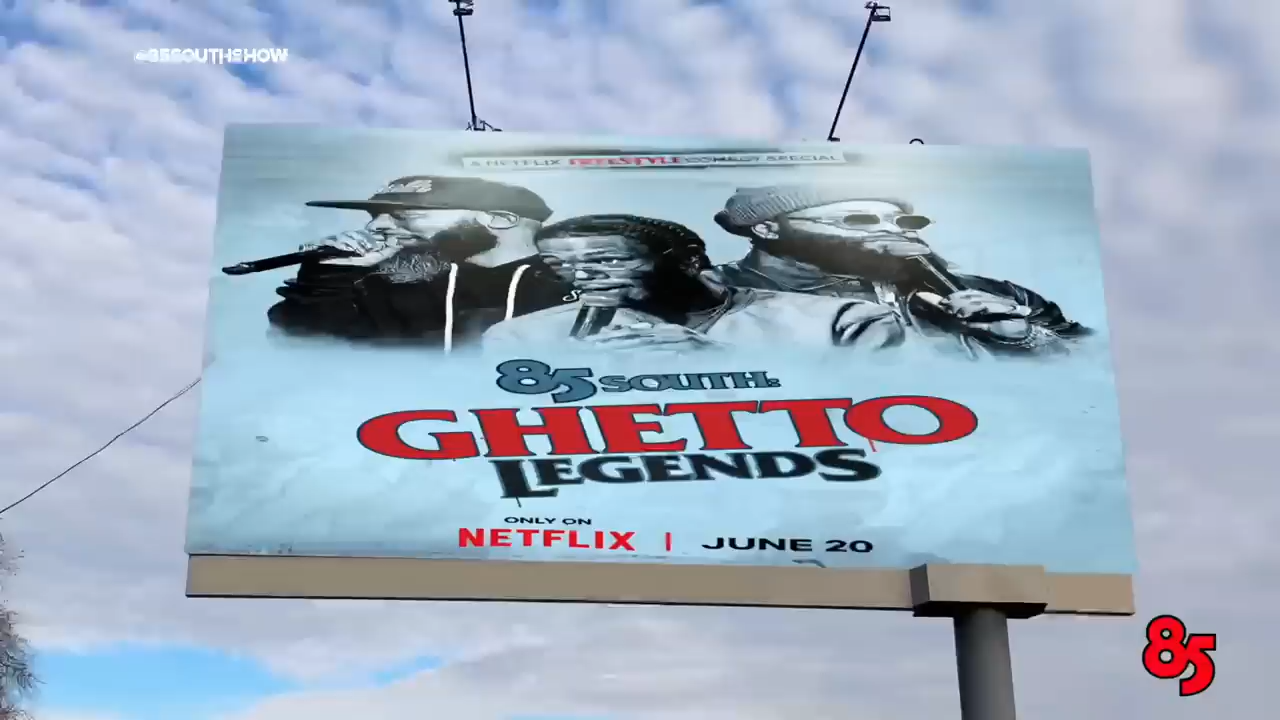 @85SOUTHSHOW
A NETFLIX FREESTYLE COMEDY SPECIAL
85 SOUTH:
GHETTO
LEGENDS
ONLY ON
NETFLIX | JUNE 20
85